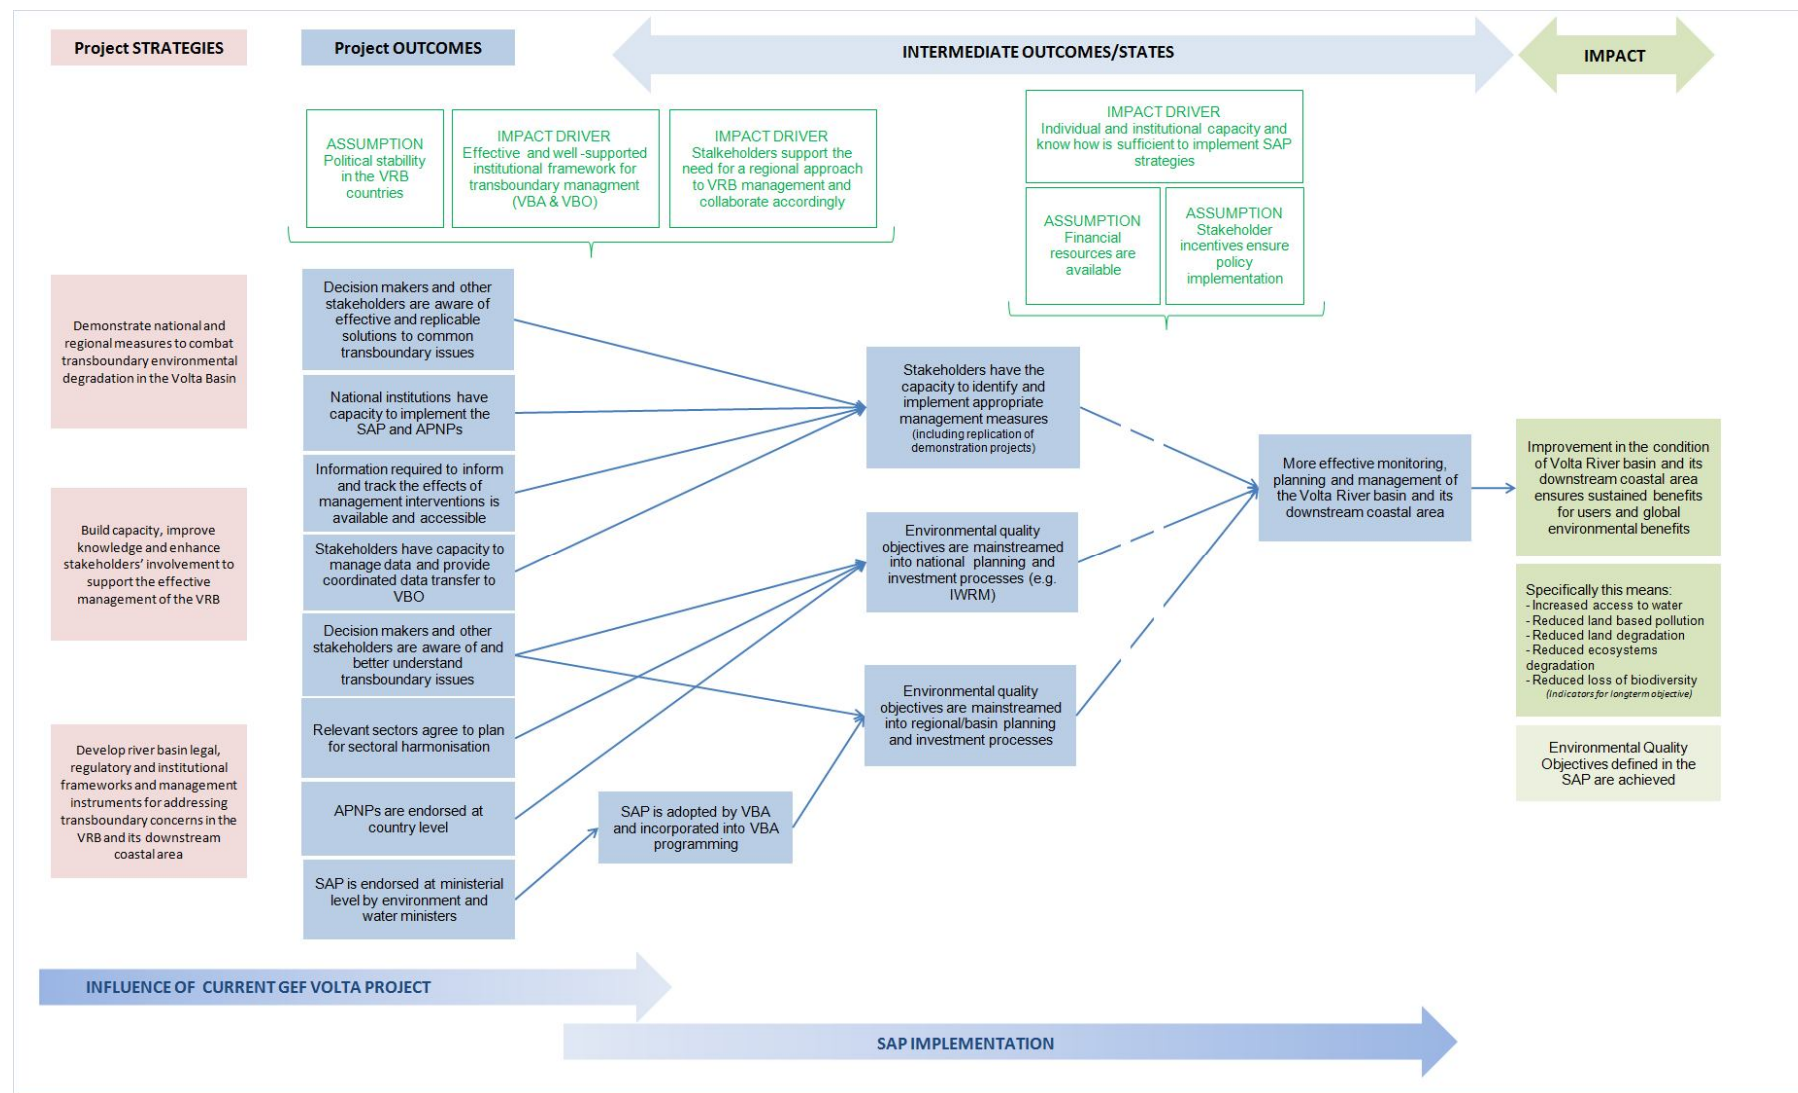 Project STRATEGIES
Project OUTCOMES
INTERMEDIATE OUTCOMES/STATES
IMPACT
ASSUMPTION
Political stabillity
in the VRB
countries
IMPACT DRIVER
Effective and well-supported
institutional framework for
transboundary managment
(VBA & VBO)
IMPACT DRIVER
Stalkeholders support the
need for a regional approach
to VRB management and
collaborate accordingly
IMPACT DRIVER
Individual and institutional capacity and
know how is sufficient to implement SAP
strategies
ASSUMPTION
Financial
resources are
available
ASSUMPTION
Stakeholder
incentives ensure
policy
implementation
Demonstrate national and
regional measures to combat
transboundary environmental
degradation in the Volta Basin
Build capacity, improve
knowledge and enhance
stakeholders' involvement to
support the effective
management of the VRB
Develop river basin legal,
regulatory and institutional
frameworks and management
instruments for addressing
transboundary concerns in the
VRB and its downstream
coastal area
Decision makers and other
stakeholders are aware of
effective and replicable
solutions to common
transboundary issues
National institutions have
capacity to implement the
SAP and APNPs
Information required to inform
and track the effects of
management interventions is
available and accessible
Stakeholders have capacity to
manage data and provide
coordinated data transfer to
VBO
Decision makers and other
stakeholders are aware of and
better understand
transboundary issues
Relevant sectors agree to plan
for sectoral harmonisation
APNPs are endorsed at
country level
SAP is endorsed at ministerial
level by environment and
water ministers
SAP is adopted by VBA
and incorporated into VBA
programming
Stakeholders have the
capacity to identify and
implement appropriate
management measures
(including replication of
demonstration projects)
Environmental quality
objectives are mainstreamed
into national planning and
investment processes (e.g.
IWRM)
Environmental quality
objectives are mainstreamed
into regional/basin planning
and investment processes
More effective monitoring,
planning and management of
the Volta River basin and its
downstream coastal area
Improvement in the condition
of Volta River basin and its
downstream coastal area
ensures sustained benefits
for users and global
environmental benefits
Specifically this means:
- Increased access to water
- Reduced land based pollution
- Reduced land degradation
- Reduced ecosystems
degradation
- Reduced loss of biodiversity
(Indicators for longterm objective)
Environmental Quality
Objectives defined in the
SAP are achieved
INFLUENCE OF CURRENT GEF VOLTA PROJECT
SAP IMPLEMENTATION